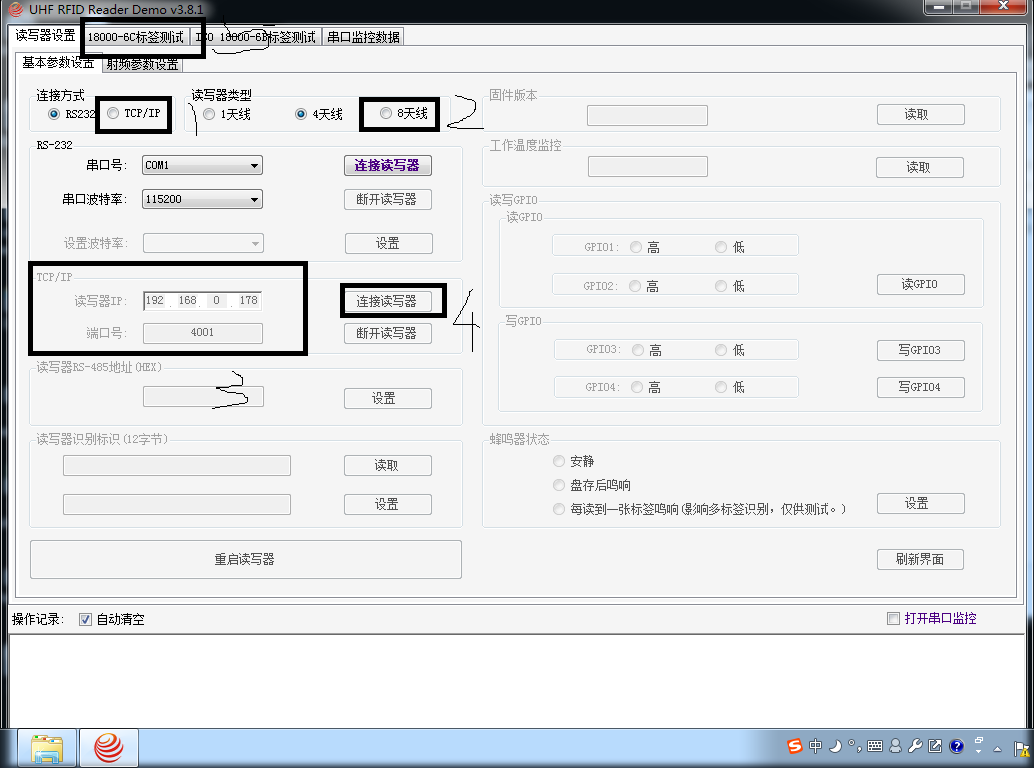 UHF RFID Reader Demo v3.8.1
读写器设置 18000-6C标签测试 ISO 18000-6B标签测试 串口监控数据
5
基本参数设置 射频参数设置
连接方式 读写器类型 固件版本
RS232 TCP/IP 1 1天线 4天线 8天线 2 读取
RS-232 工作温度监控
串口号: COM1 连接读写器 读取
串口波特率: 115200 断开读写器 读写GPIO
读GPIO
设置波特率: 设置 GPIO1: 高 低
TCP/IP GPIO2: 高 低 读GPIO
读写器IP: 192 . 168 . 0 . 178 连接读写器 4
写GPIO
端口号: 4001 断开读写器 GPIO3: 高 低 写GPIO3
读写器RS-485地址(HEX)
3 设置 GPIO4: 高 低 写GPIO4
读写器识别标识(12字节) 蜂鸣器状态
读取 安静
盘存后鸣响
设置 每读到一张标签鸣响(影响多标签识别，仅供测试。) 设置
重启读写器 刷新界面
操作记录: 自动清空 打开串口监控
中